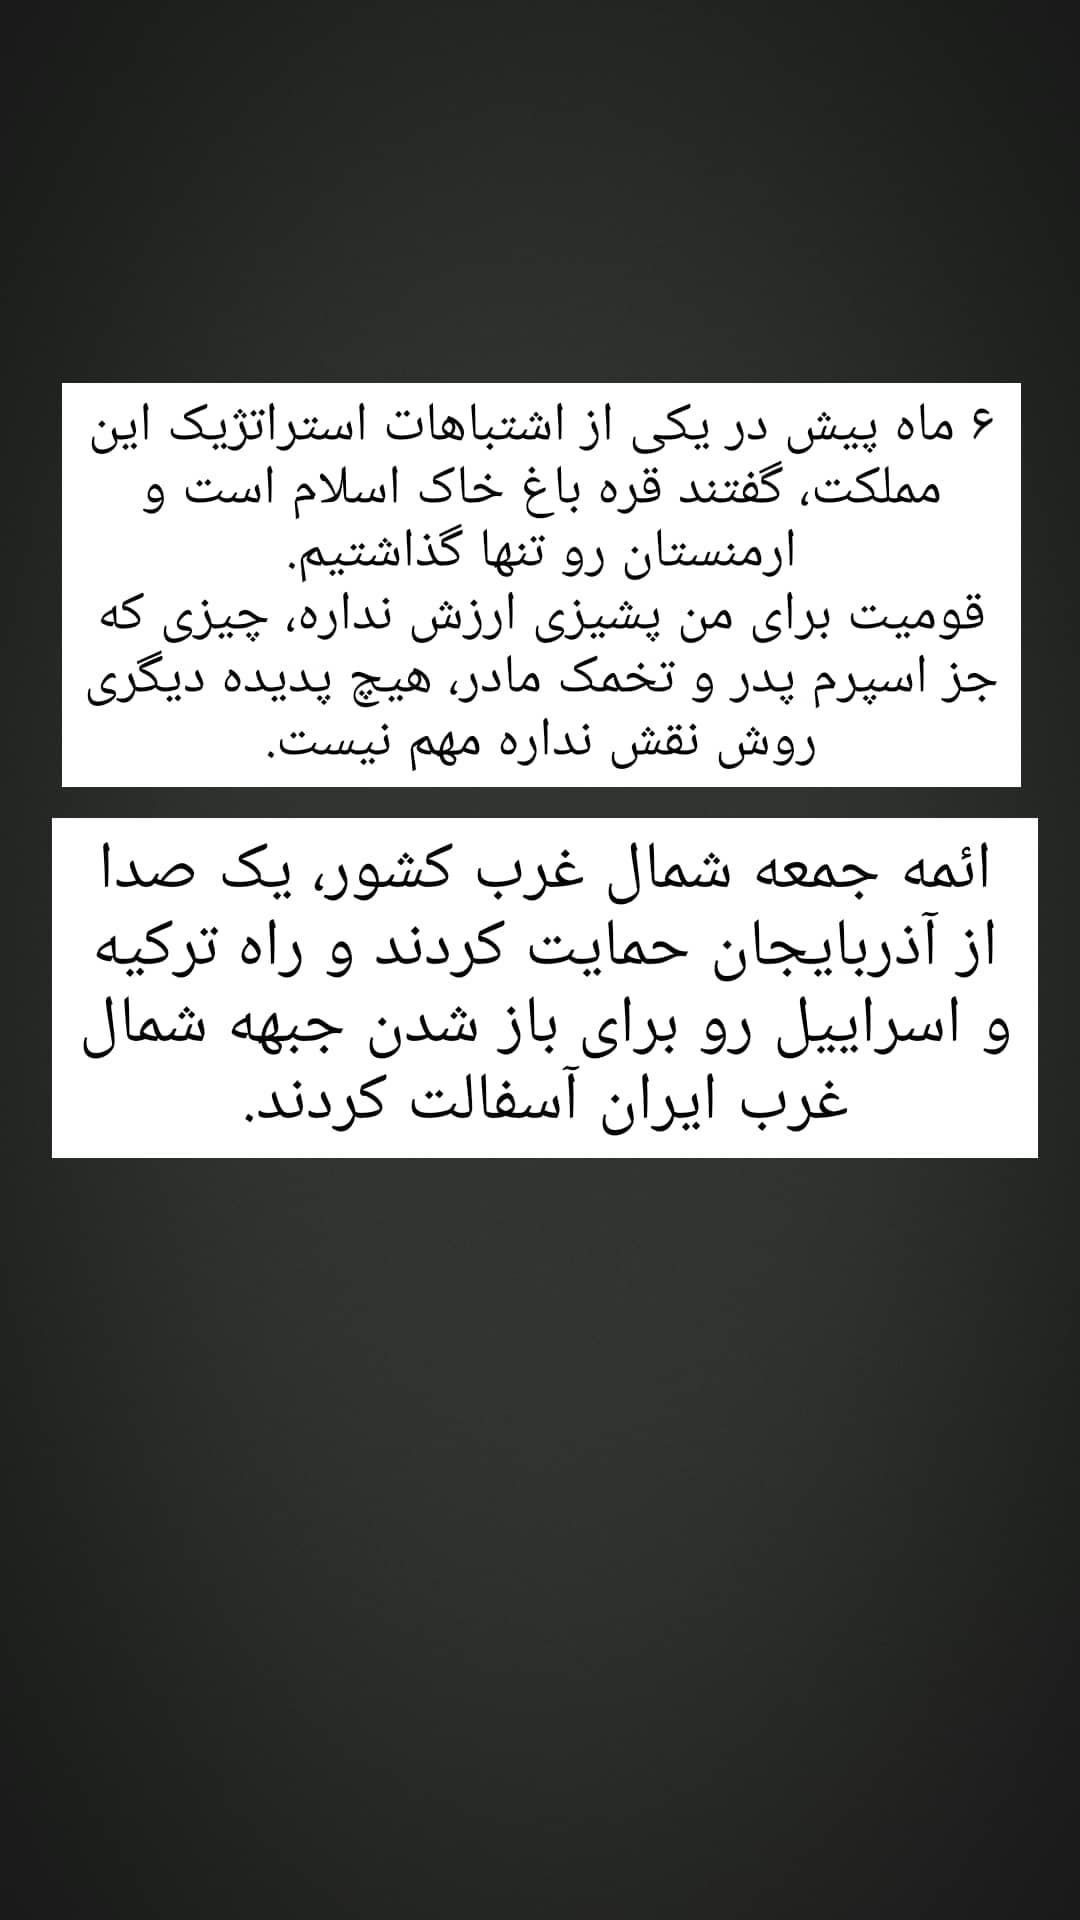 ۶ ماه پیش در یکی از اشتباهات استراتژیک این
مملکت، گفتند قره باغ خاک اسلام است و
ارمنستان رو تنها گذاشتیم.
قومیت برای من پشیزی ارزش نداره، چیزی که
جز اسپرم پدر و تخمک مادر، هیچ پدیده دیگری
روش نقش نداره مهم نیست.
ائمه جمعه شمال غرب کشور، یک صدا
از آذربایجان حمایت کردند و راه ترکیه
و اسراییل رو برای باز شدن جبهه شمال
غرب ایران آسفالت کردند.